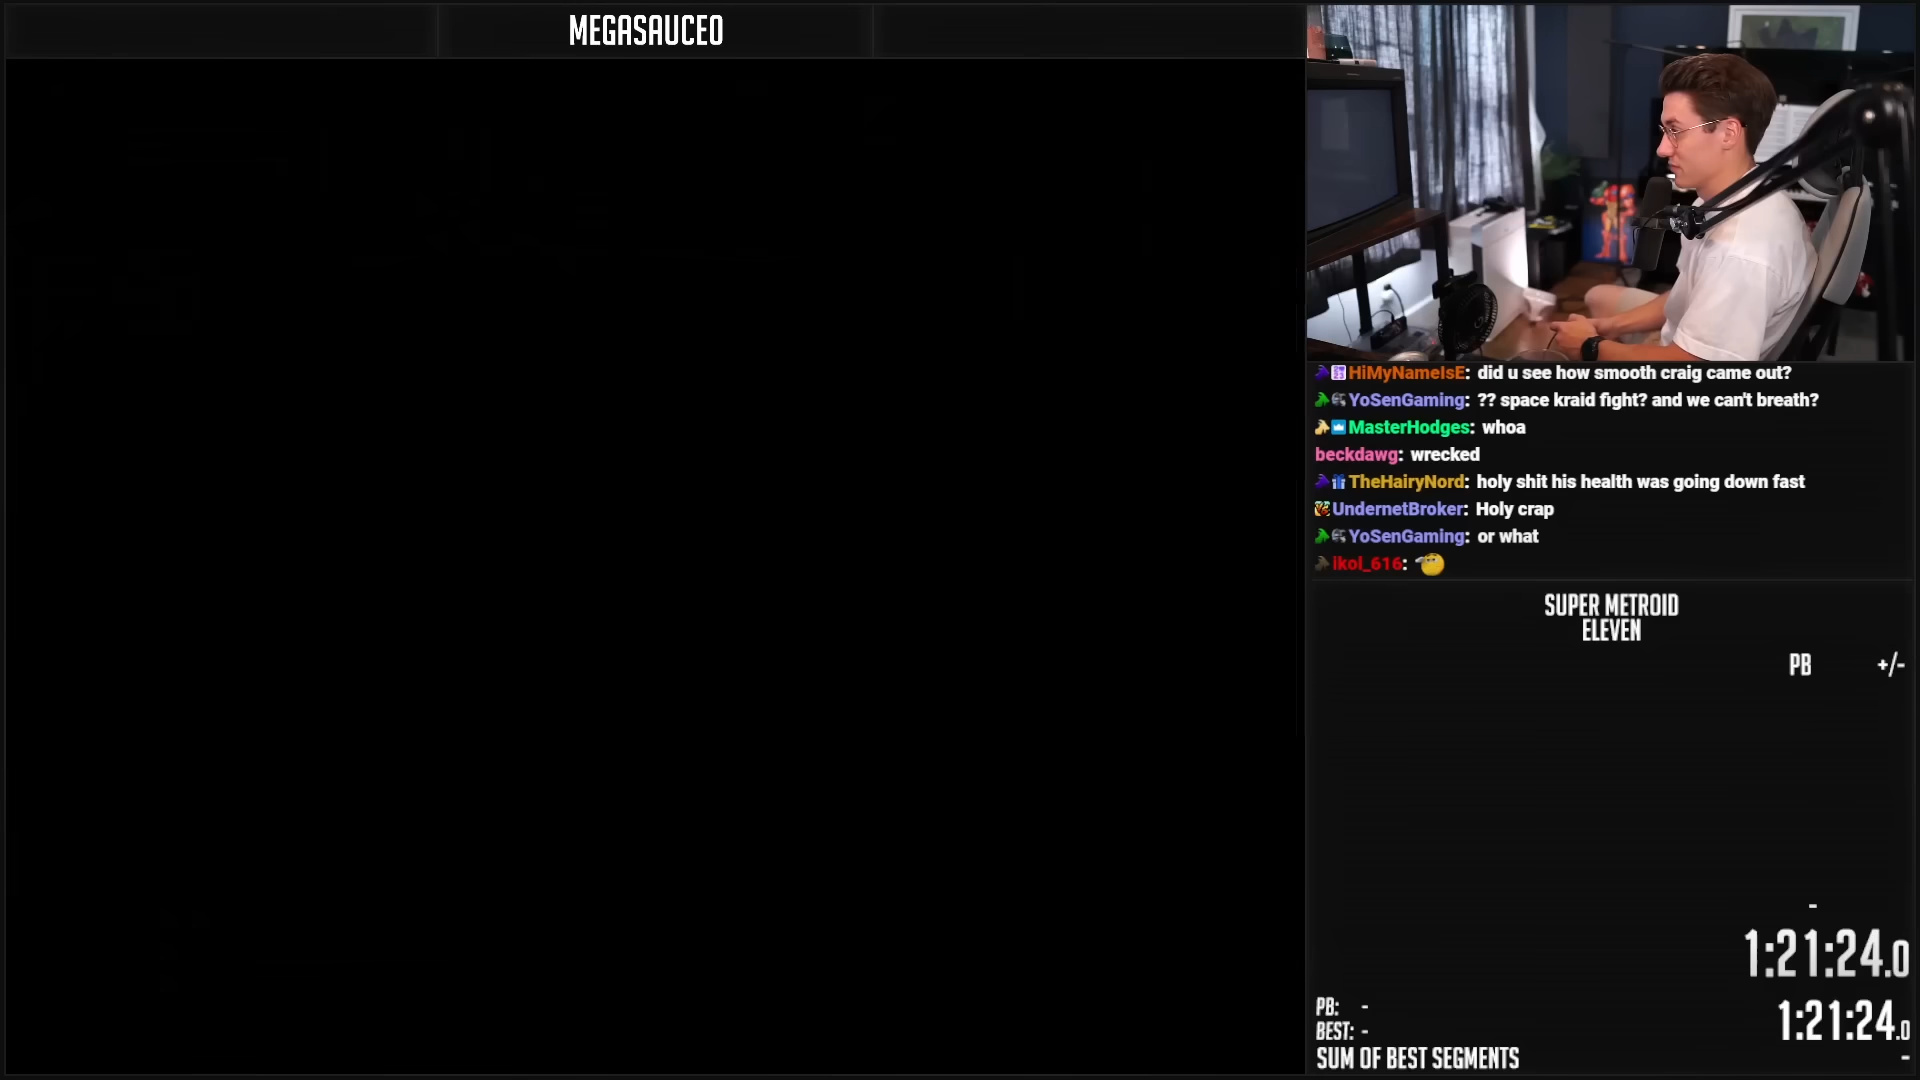 MEGASAUCE0
HiMyNameIsE: did u see how smooth craig came out?
YoSenGaming: ?? space kraid fight? and we can't breath?
MasterHodges: whoa
beckdawg: wrecked
TheHairyNord: holy shit his health was going down fast
UndernetBroker: Holy crap
YoSenGaming: or what
ikol_616:
SUPER METROID
ELEVEN
PB +/-
-
1:21:24.0
PB: -
1:21:24.0
BEST: -
SUM OF BEST SEGMENTS -